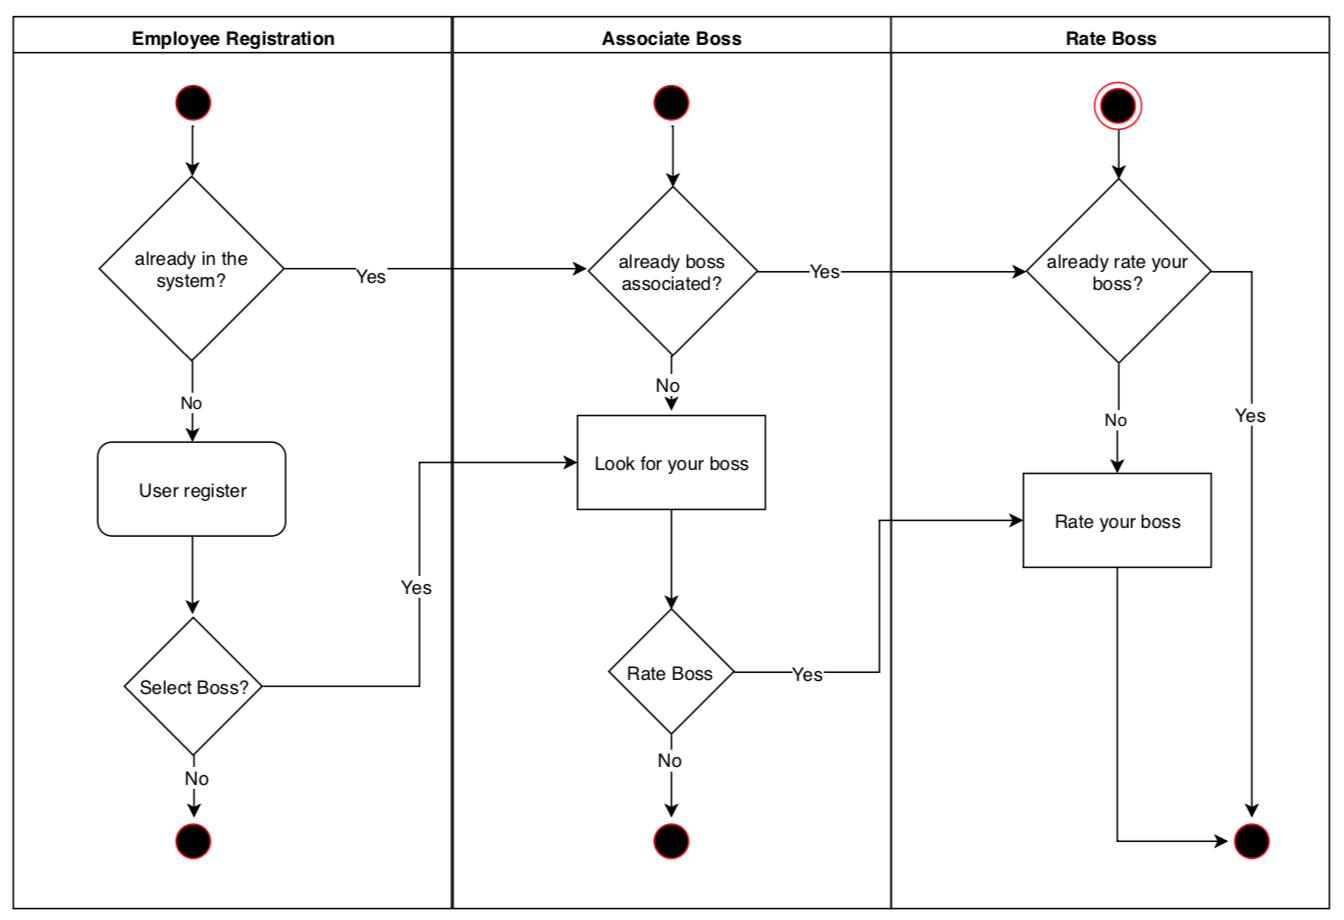 Employee Registration
Associate Boss
Rate Boss
already in the
system?
Yes
already boss
associated?
Yes
already rate your
boss?
No
No
No
Yes
User register
Look for your boss
Rate your boss
Yes
Select Boss?
Rate Boss
Yes
No
No